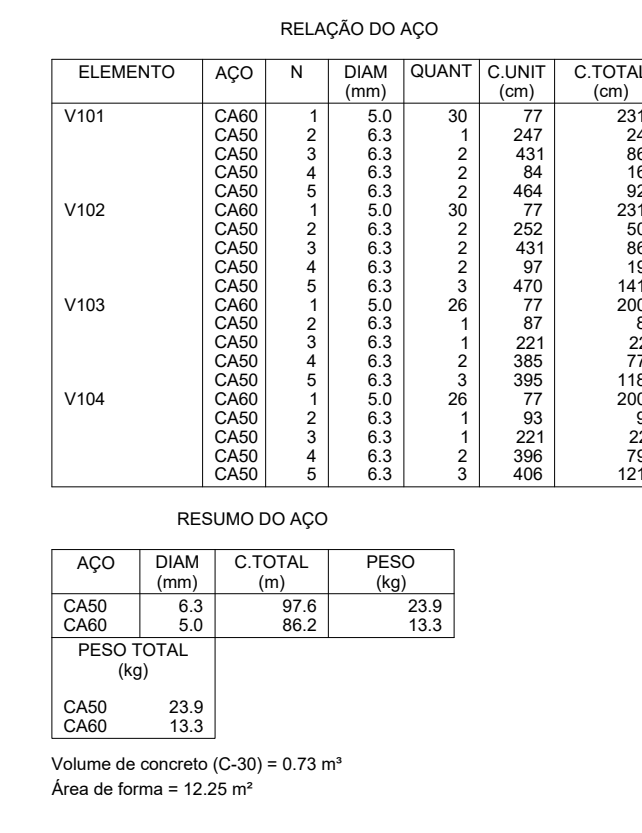 RELAÇÃO DO AÇO
ELEMENTO AÇO N DIAM QUANT C.UNIT C.TOTAL
(mm) (cm) (cm)
V101 CA60 1 5.0 30 77 231
CA50 2 6.3 1 247 24
CA50 3 6.3 2 431 86
CA50 4 6.3 2 84 16
CA50 5 6.3 2 464 92
V102 CA60 1 5.0 30 77 231
CA50 2 6.3 2 252 50
CA50 3 6.3 2 431 86
CA50 4 6.3 2 97 19
CA50 5 6.3 3 470 141
V103 CA60 1 5.0 26 77 200
CA50 2 6.3 1 87 8
CA50 3 6.3 1 221 22
CA50 4 6.3 2 385 77
CA50 5 6.3 3 395 118
V104 CA60 1 5.0 26 77 200
CA50 2 6.3 1 93 9
CA50 3 6.3 1 221 22
CA50 4 6.3 2 396 79
CA50 5 6.3 3 406 121
RESUMO DO AÇO
AÇO DIAM C.TOTAL PESO
(mm) (m) (kg)
CA50 6.3 97.6 23.9
CA60 5.0 86.2 13.3
PESO TOTAL
(kg)
CA50 23.9
CA60 13.3
Volume de concreto (C-30) = 0.73 m³
Área de forma = 12.25 m²